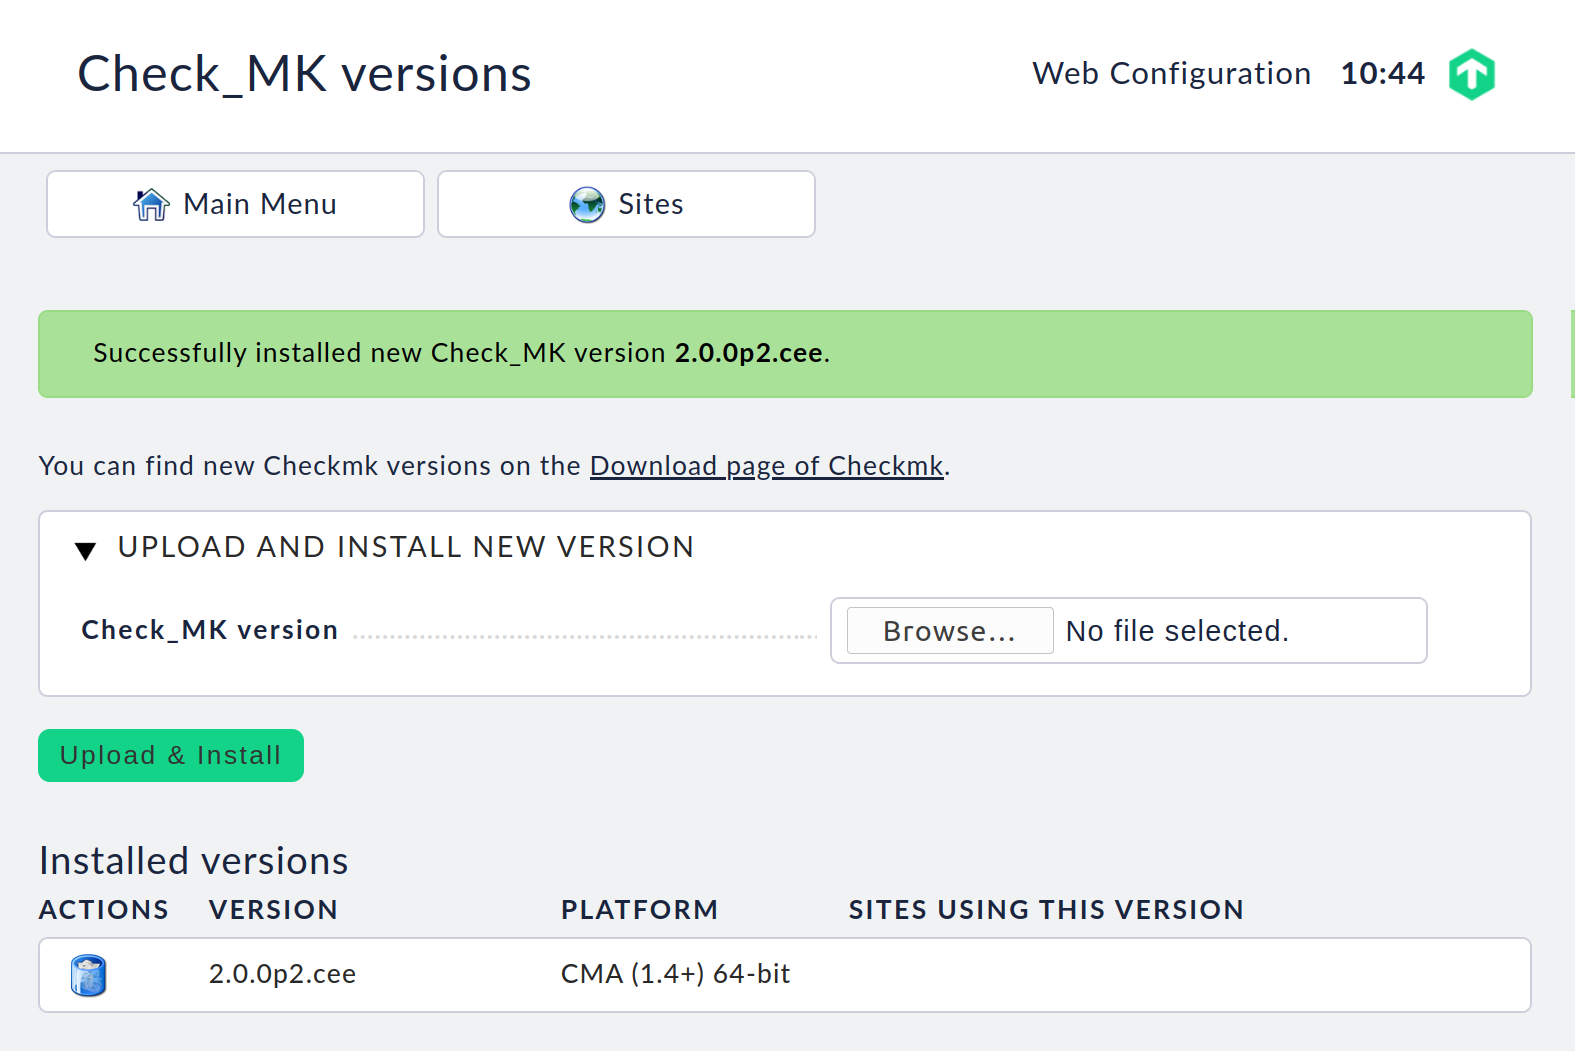 Check_MK versions
Web Configuration 10:44
Main Menu
Sites
Successfully installed new Check_MK version 2.0.0p2.cee.
You can find new Checkmk versions on the Download page of Checkmk.
UPLOAD AND INSTALL NEW VERSION
Check_MK version
Browse... No file selected.
Upload & Install
Installed versions
ACTIONS VERSION PLATFORM SITES USING THIS VERSION
2.0.0p2.cee CMA (1.4+) 64-bit